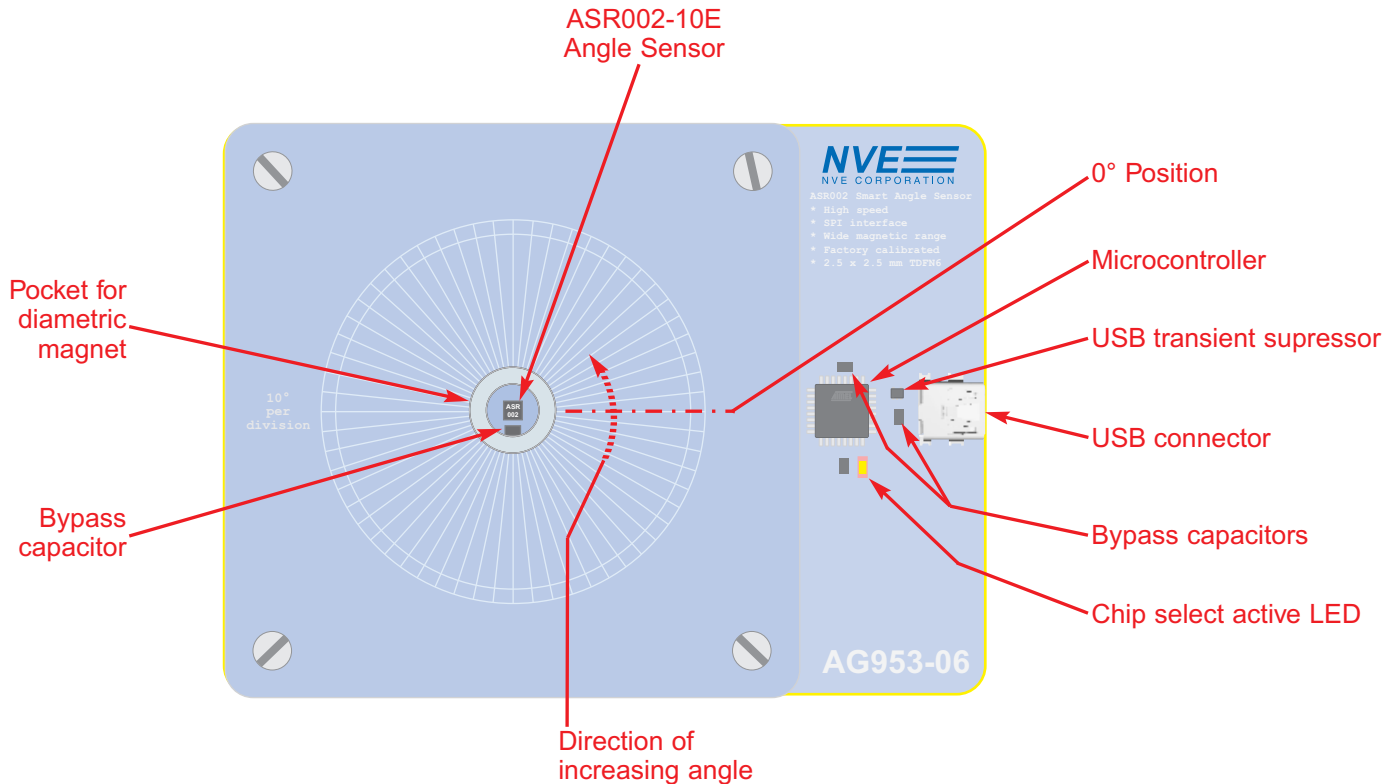 ASR002-10E
Angle Sensor
NVE
NVE CORPORATION
ASR002 Smart Angle Sensor
* High speed
* SPI interface
* Wide magnetic range
* Factory calibrated
* 2.5 x 2.5 mm TDFN6
0° Position
Microcontroller
Pocket for
diametric
magnet
USB transient supressor
10°
per
division
ASR
002
USB connector
Bypass
capacitor
Bypass capacitors
Chip select active LED
AG953-06
Direction of
increasing angle